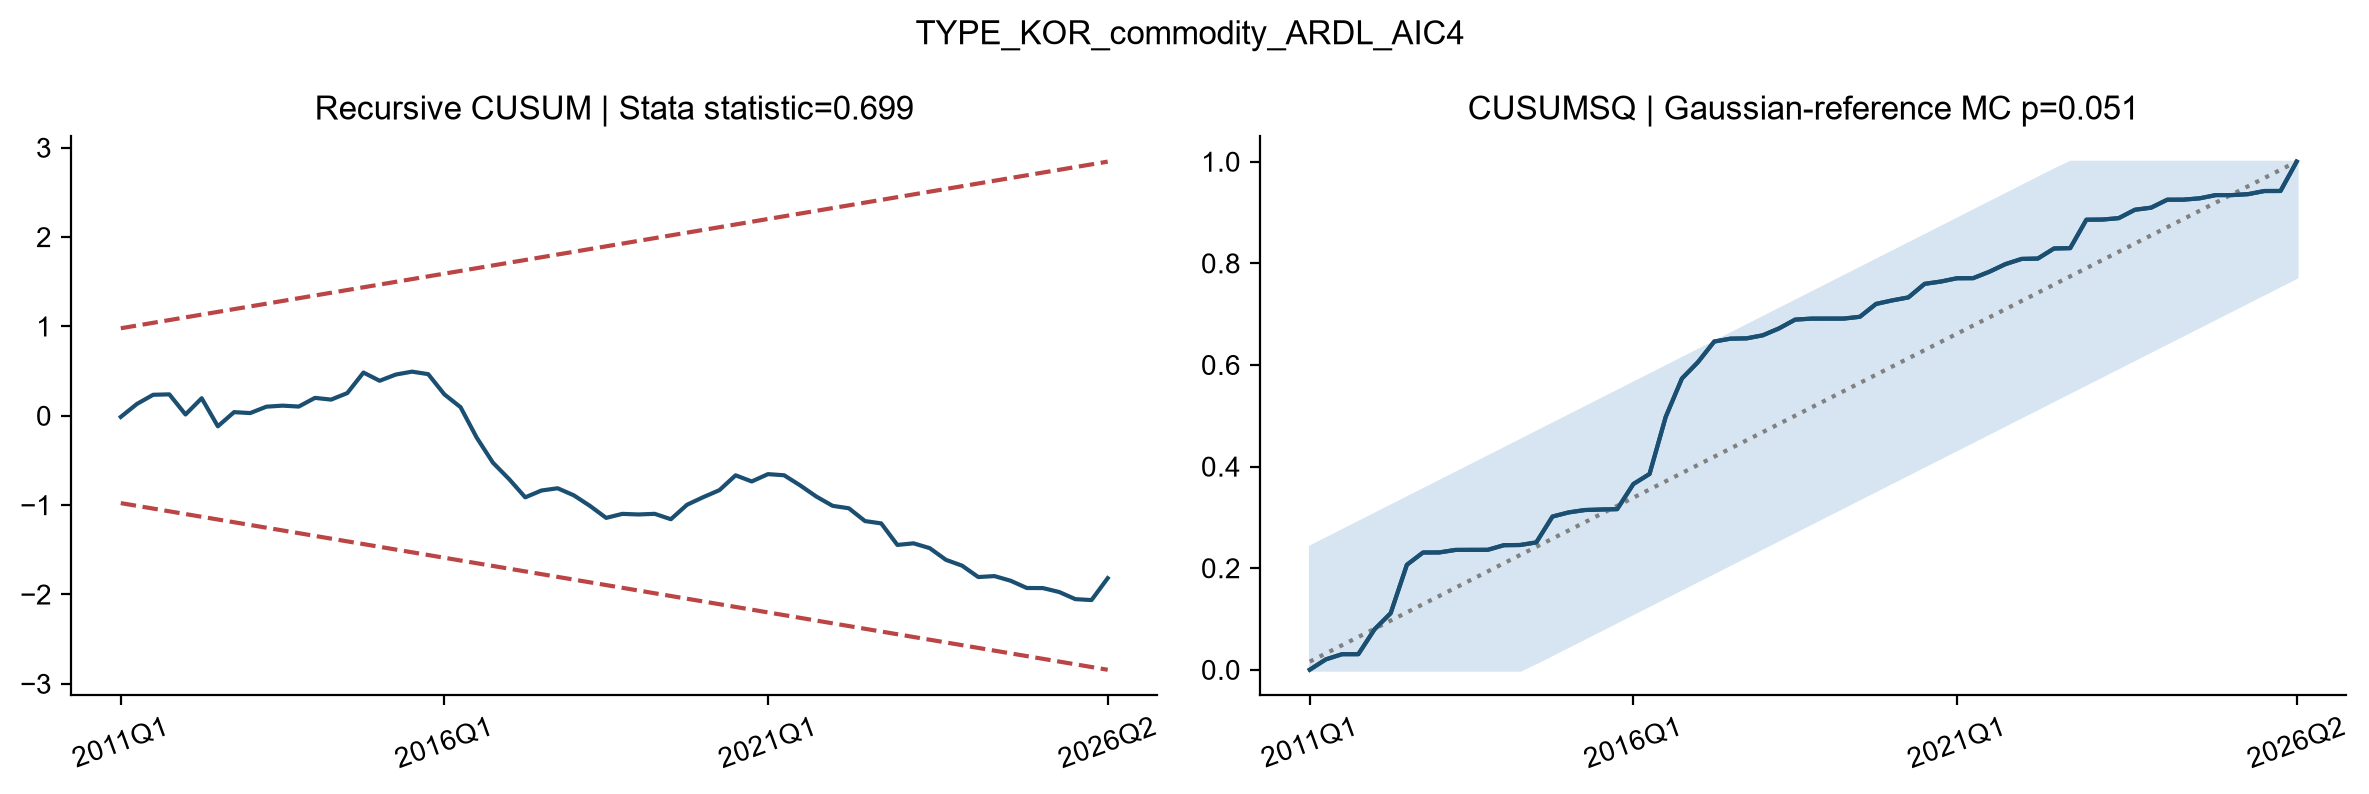 TYPE_KOR_commodity_ARDL_AIC4
Recursive CUSUM | Stata statistic=0.699
3
2
1
0
−1
−2
−3
2011Q1
2016Q1
2021Q1
2026Q2
CUSUMSQ | Gaussian-reference MC p=0.051
1.0
0.8
0.6
0.4
0.2
0.0
2011Q1
2016Q1
2021Q1
2026Q2